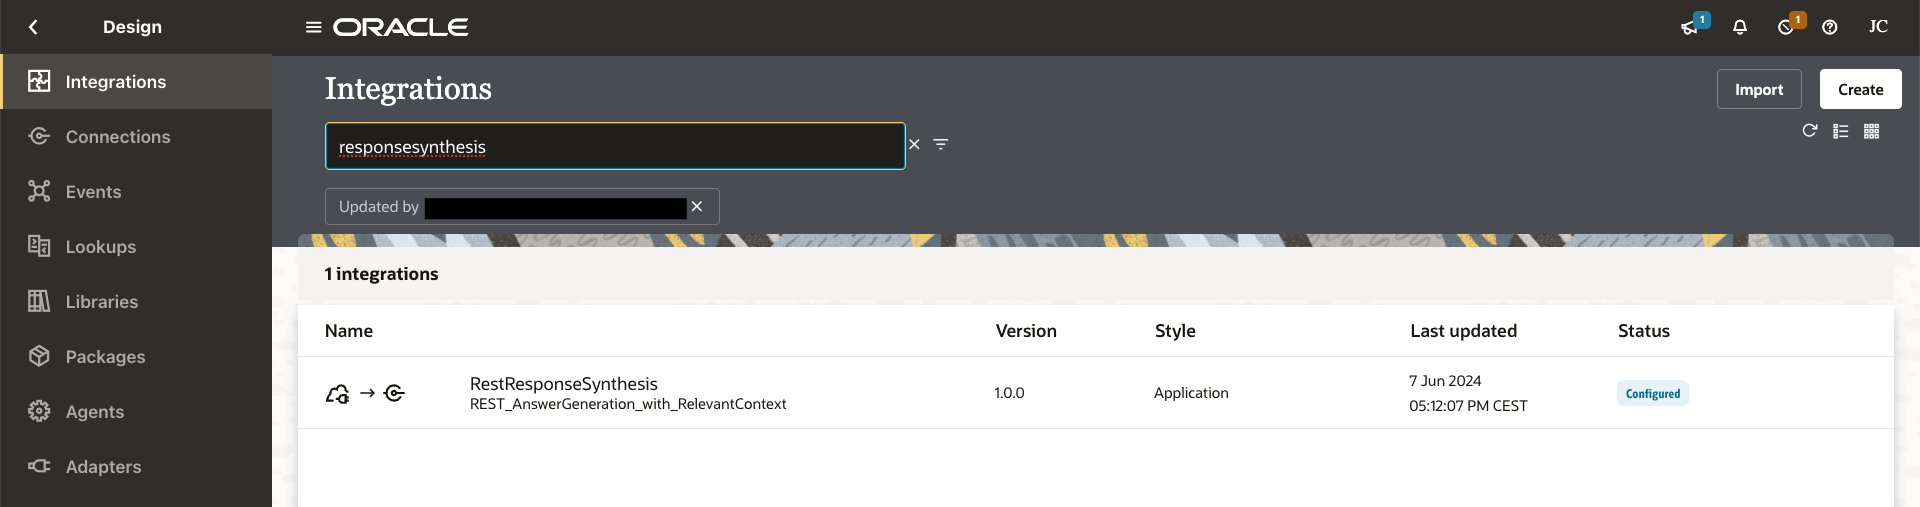 Design
ORACLE
1
1
JC
Integrations
Connections
Events
Lookups
Libraries
Packages
Agents
Adapters
Integrations
Import
Create
responsesynthesis
Updated by
1 integrations
Name Version Style Last updated Status
RestResponseSynthesis
REST_AnswerGeneration_with_RelevantContext
1.0.0
Application
7 Jun 2024
05:12:07 PM CEST
Configured